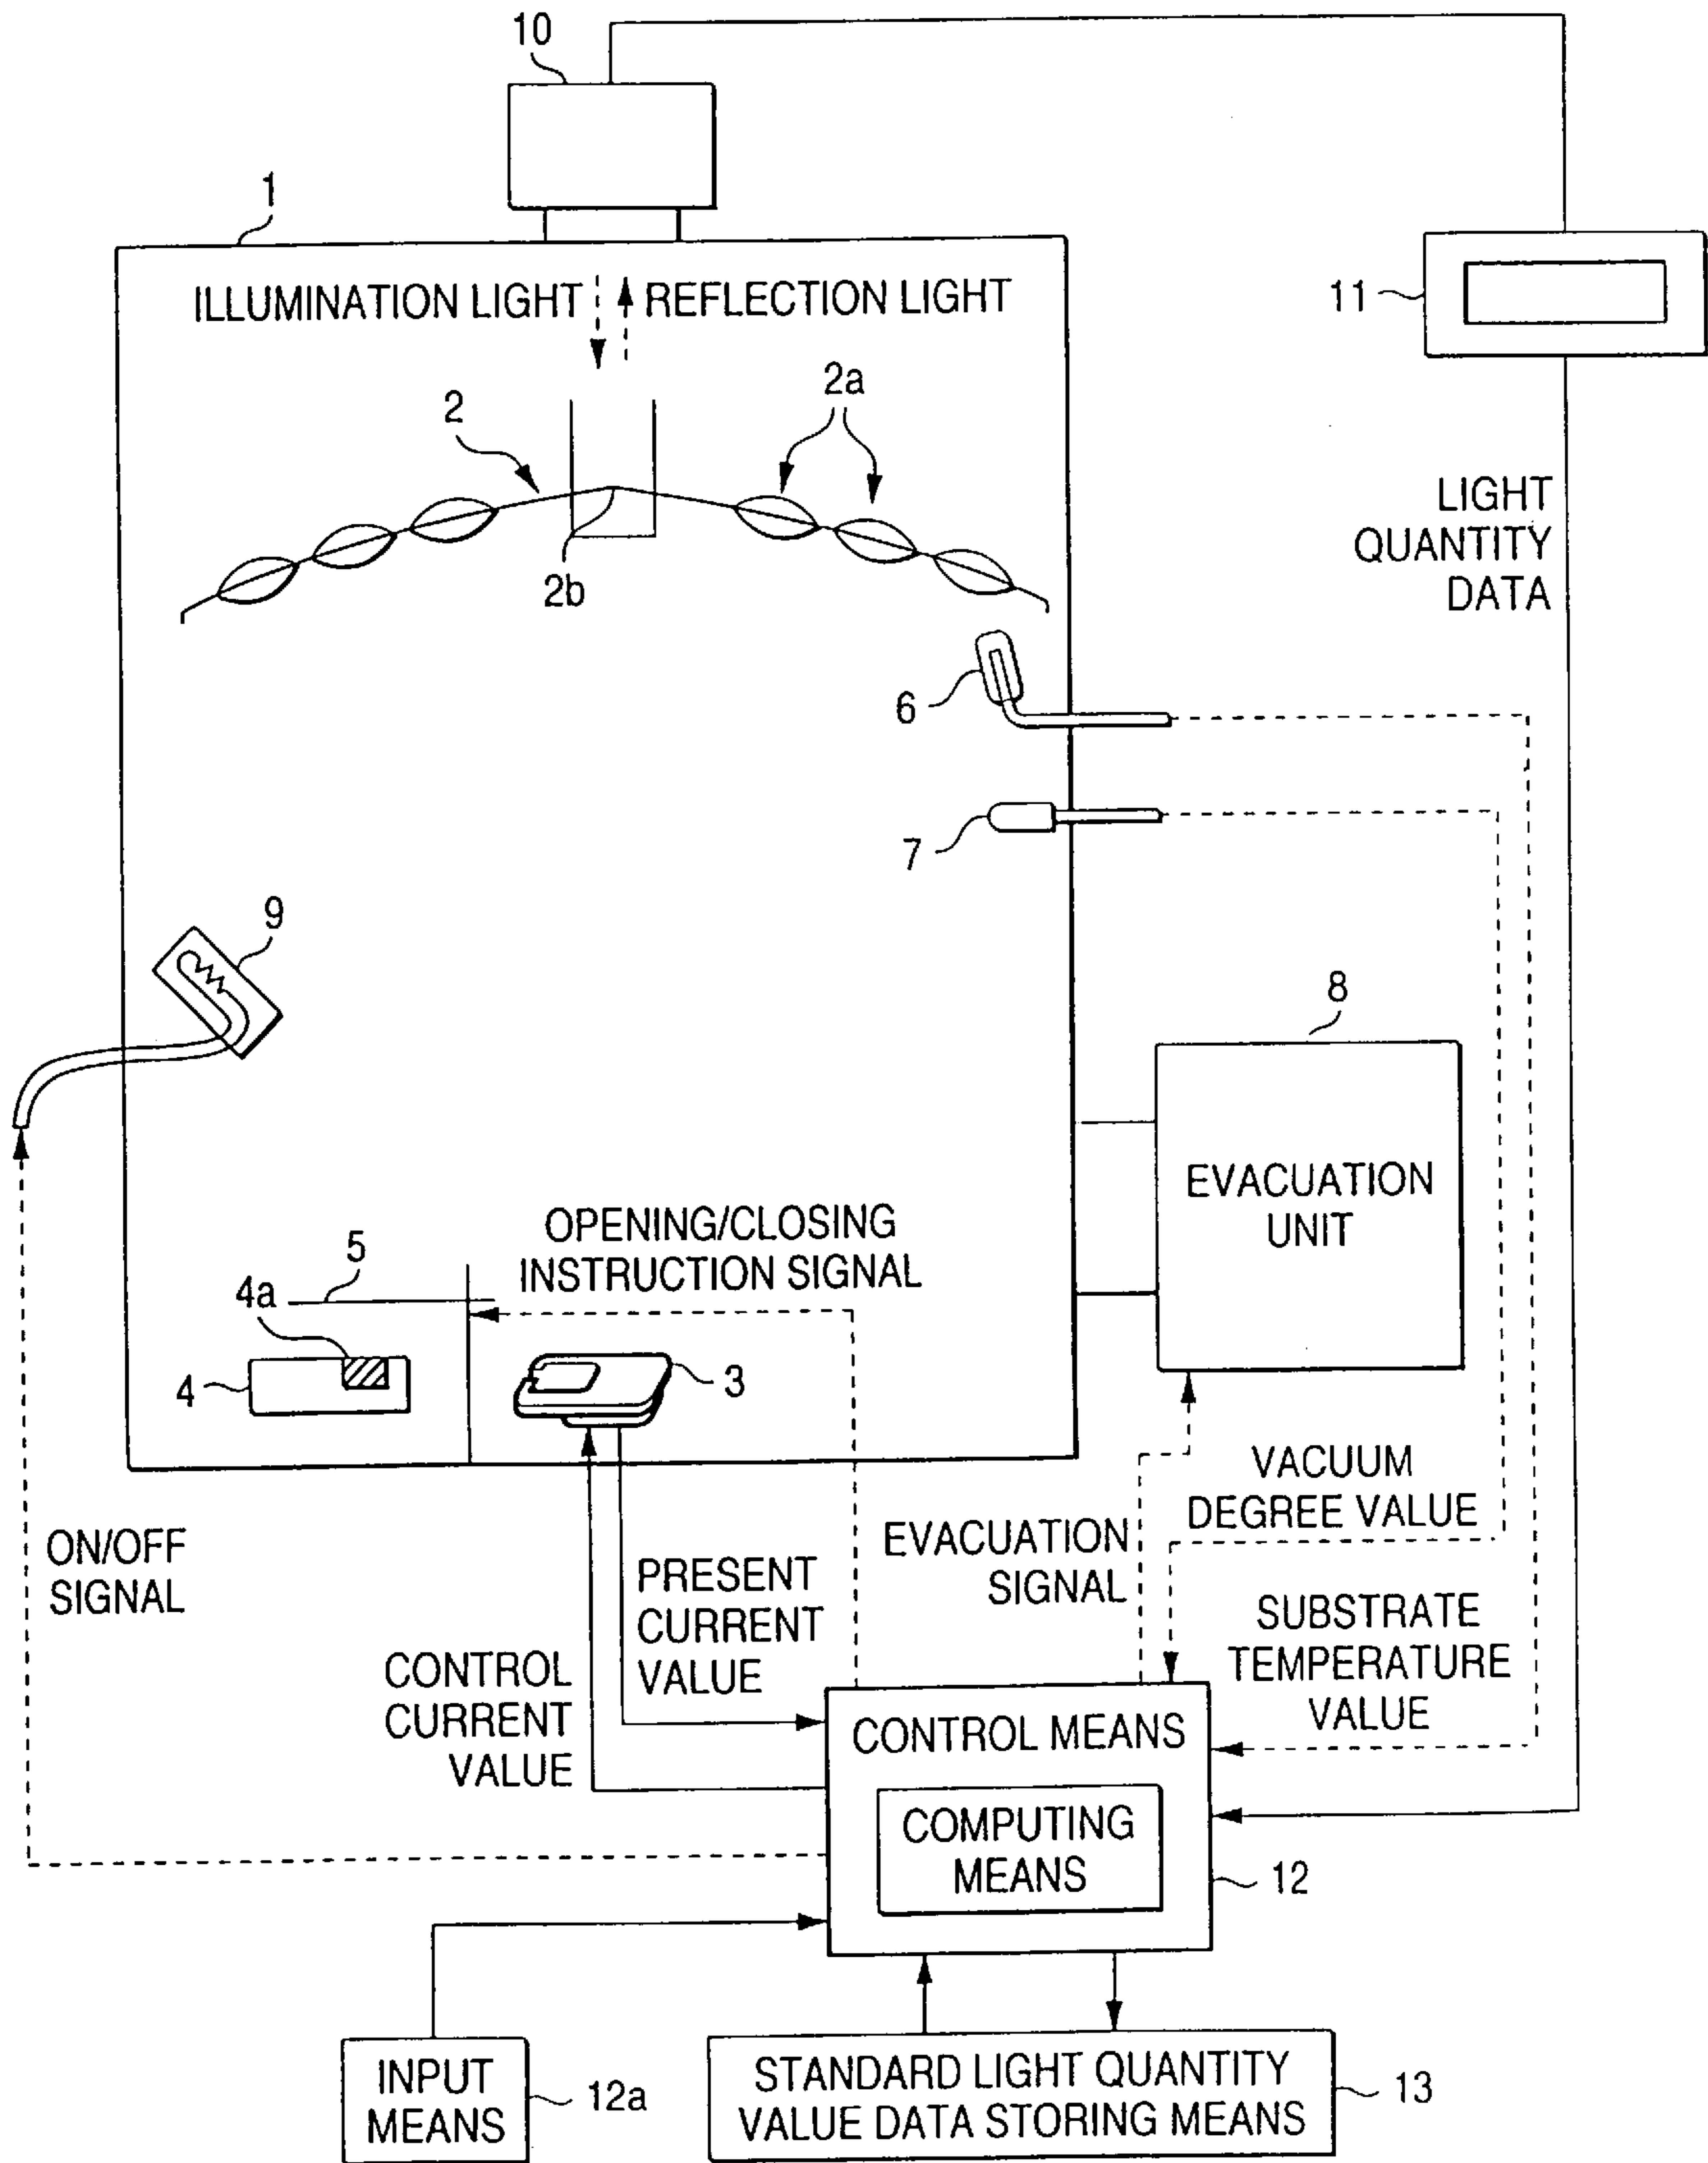 10
1
ILLUMINATION LIGHT
REFLECTION LIGHT
11
2
2a
2b
LIGHT
QUANTITY
DATA
6
7
9
8
EVACUATION
UNIT
OPENING/CLOSING
INSTRUCTION SIGNAL
5
4a
4
3
ON/OFF
SIGNAL
CONTROL
CURRENT
VALUE
PRESENT
CURRENT
VALUE
EVACUATION
SIGNAL
VACUUM
DEGREE VALUE
SUBSTRATE
TEMPERATURE
VALUE
CONTROL MEANS
COMPUTING
MEANS
12
INPUT
MEANS
12a
STANDARD LIGHT QUANTITY
VALUE DATA STORING MEANS
13